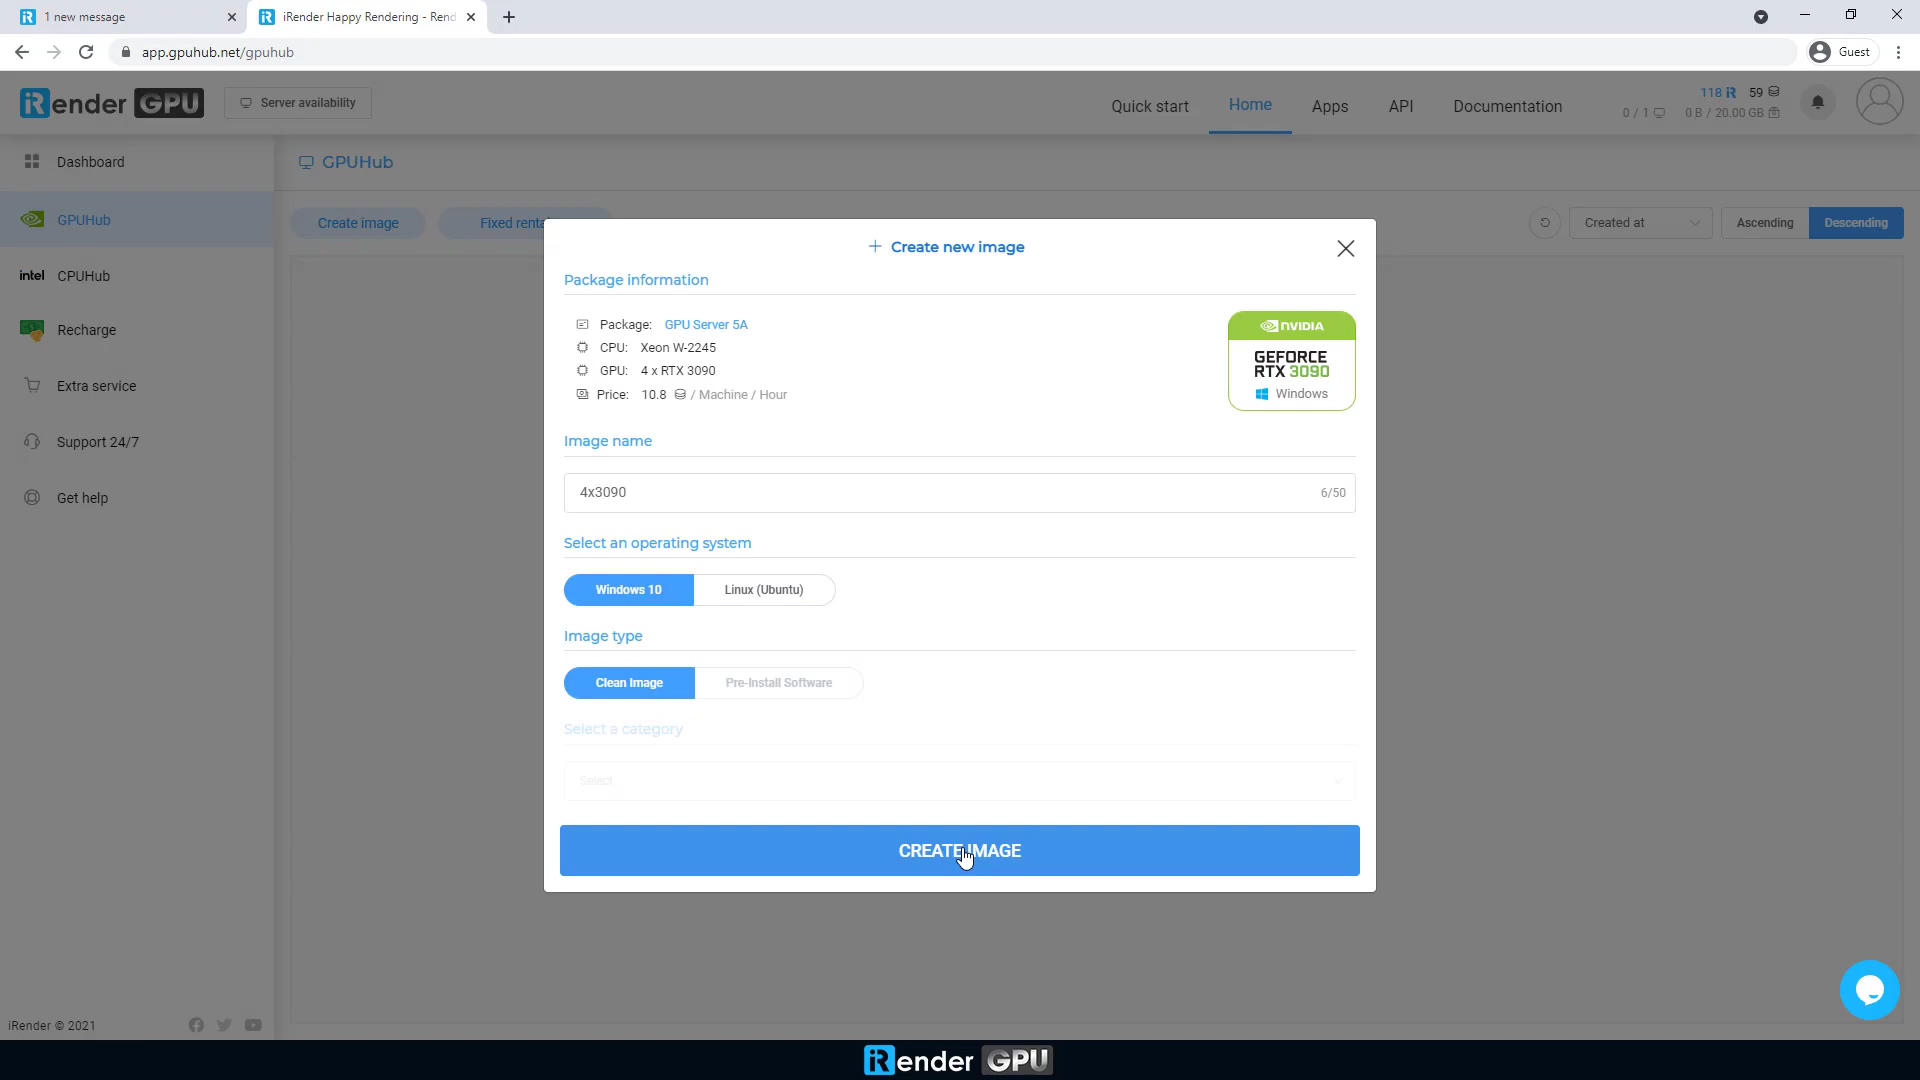 1 new message
iRender Happy Rendering - Rend
app.gpuhub.net/gpuhub
Guest
iRender GPU
Server availability
Quick start
Home
Apps
API
Documentation
118 iR 59
0 / 1
0 B / 20.00 GB
Dashboard
GPUHub
intel CPUHub
Recharge
Extra service
Support 24/7
Get help
iRender © 2021
GPUHub
Create image
Fixed renta
Created at
Ascending
Descending
Create new image
Package information
Package: GPU Server 5A
CPU: Xeon W-2245
GPU: 4 x RTX 3090
Price: 10.8 / Machine / Hour
NVIDIA
GEFORCE
RTX 3090
Windows
Image name
4x3090
6/50
Select an operating system
Windows 10
Linux (Ubuntu)
Image type
Clean Image
Pre-Install Software
Select a category
Select
CREATE IMAGE
iRender GPU